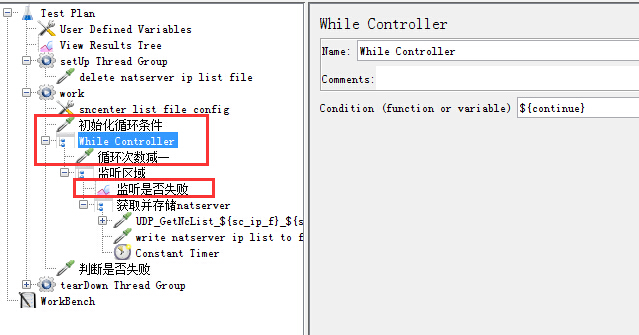 Test Plan
User Defined Variables
View Results Tree
setUp Thread Group
delete natserver ip list file
work
sncenter list file config
初始化循环条件
While Controller
循环次数减一
监听区域
监听是否失败
获取并存储natserver
UDP_GetNcList_${sc_ip_f}_${s
write natserver ip list to f
Constant Timer
判断是否失败
tearDown Thread Group
WorkBench
While Controller
Name: While Controller
Comments:
Condition (function or variable) ${continue}